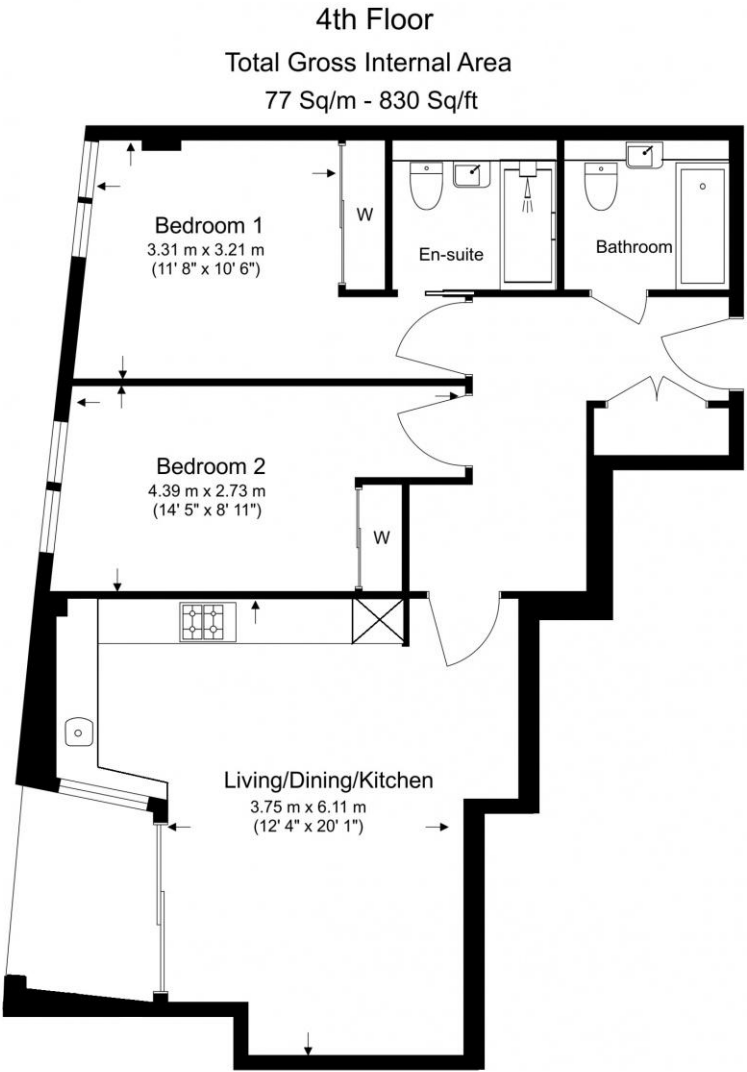 4th Floor
Total Gross Internal Area
77 Sq/m - 830 Sq/ft
Bedroom 1
3.31 m x 3.21 m
(11' 8" x 10' 6")
W
En-suite
Bathroom
Bedroom 2
4.39 m x 2.73 m
(14' 5" x 8' 11")
W
Living/Dining/Kitchen
3.75 m x 6.11 m
(12' 4" x 20' 1")